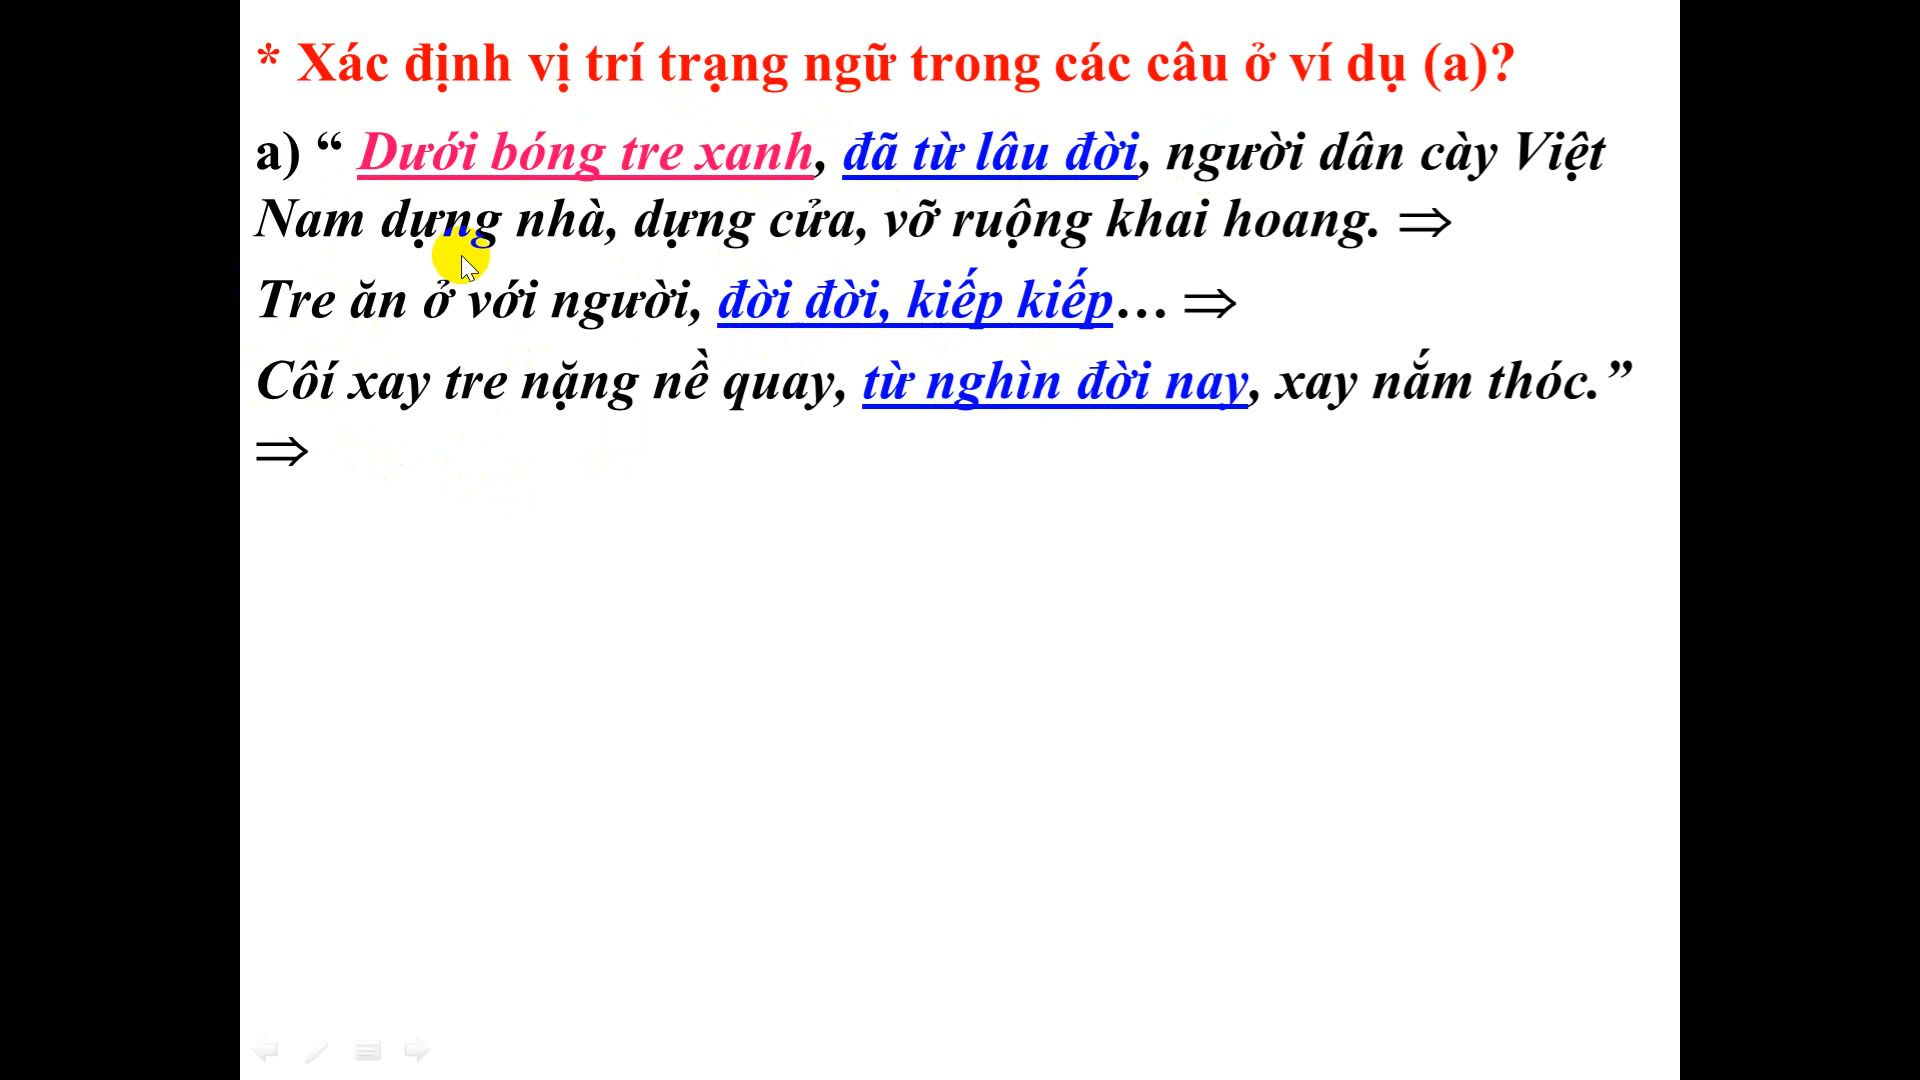 * Xác định vị trí trạng ngữ trong các câu ở ví dụ (a)?
a) “ Dưới bóng tre xanh, đã từ lâu đời, người dân cày Việt
Nam dựng nhà, dựng cửa, vỡ ruộng khai hoang. ⇒
Tre ăn ở với người, đời đời, kiếp kiếp… ⇒
Côí xay tre nặng nề quay, từ nghìn đời nay, xay nắm thóc.”
⇒